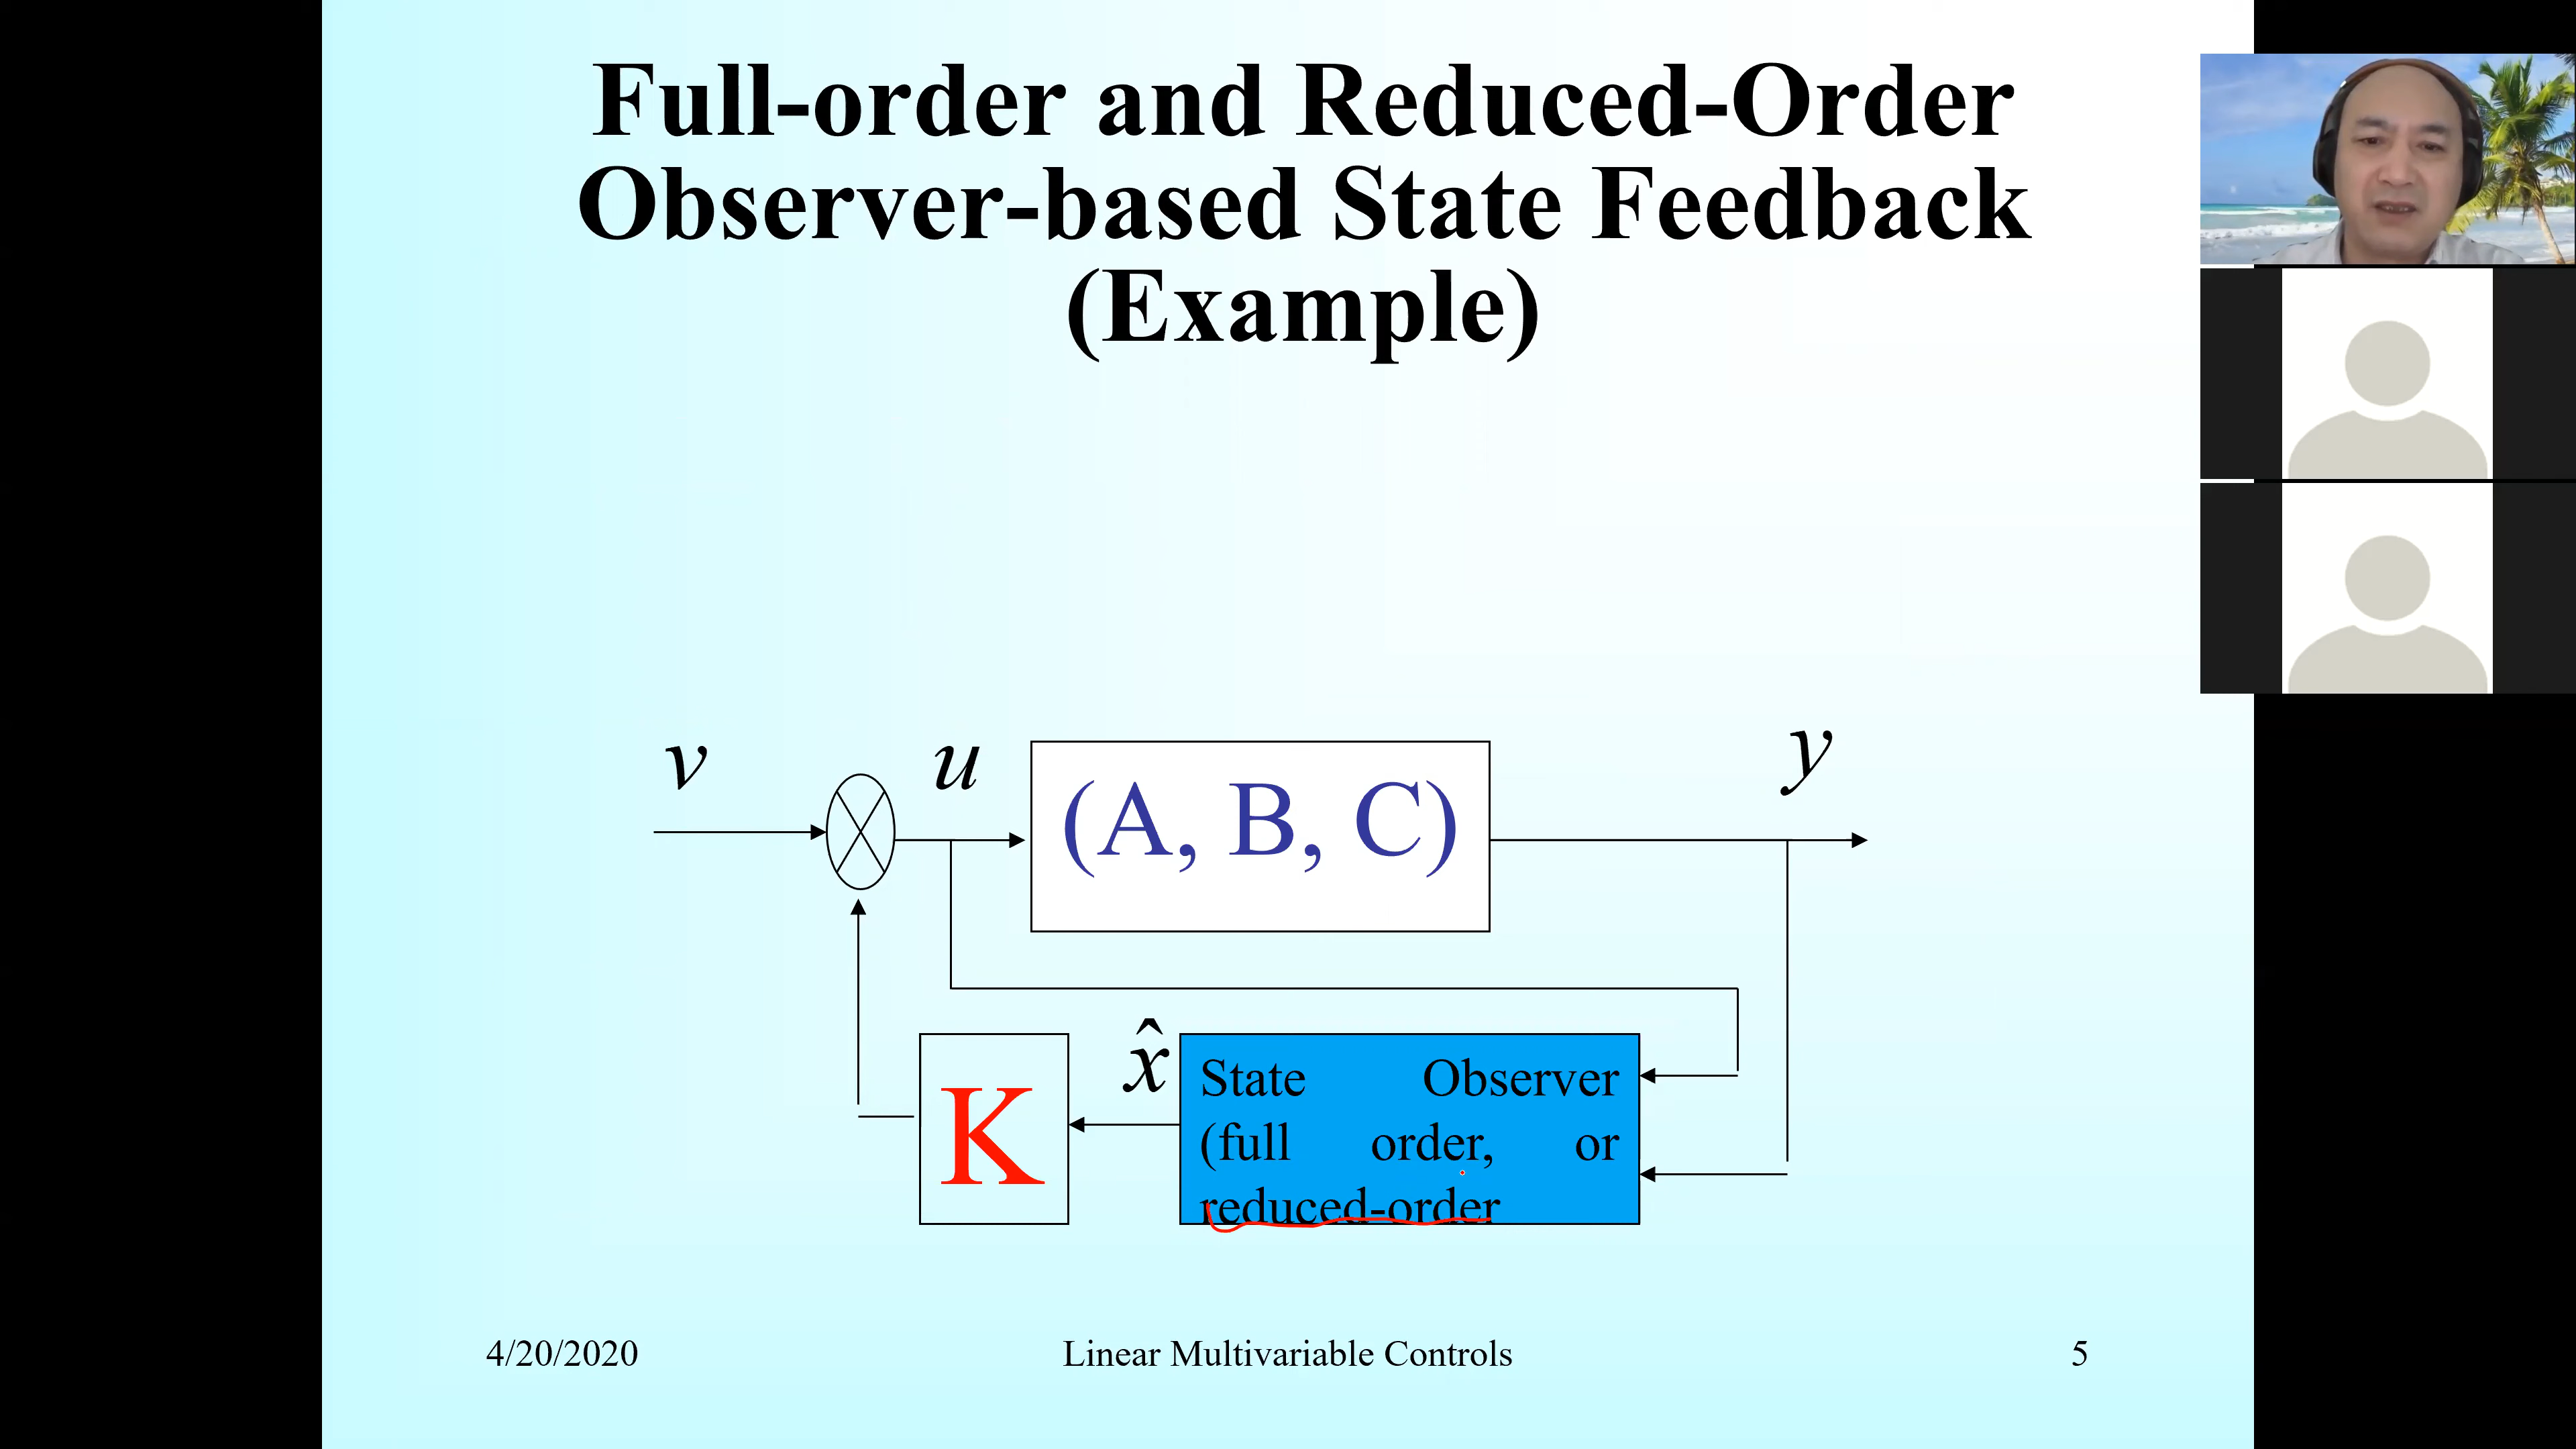 Full-order and Reduced-Order
Observer-based State Feedback
(Example)
v
u
(A, B, C)
y
K
x̂
State Observer
(full order, or
reduced-order
4/20/2020
Linear Multivariable Controls
5